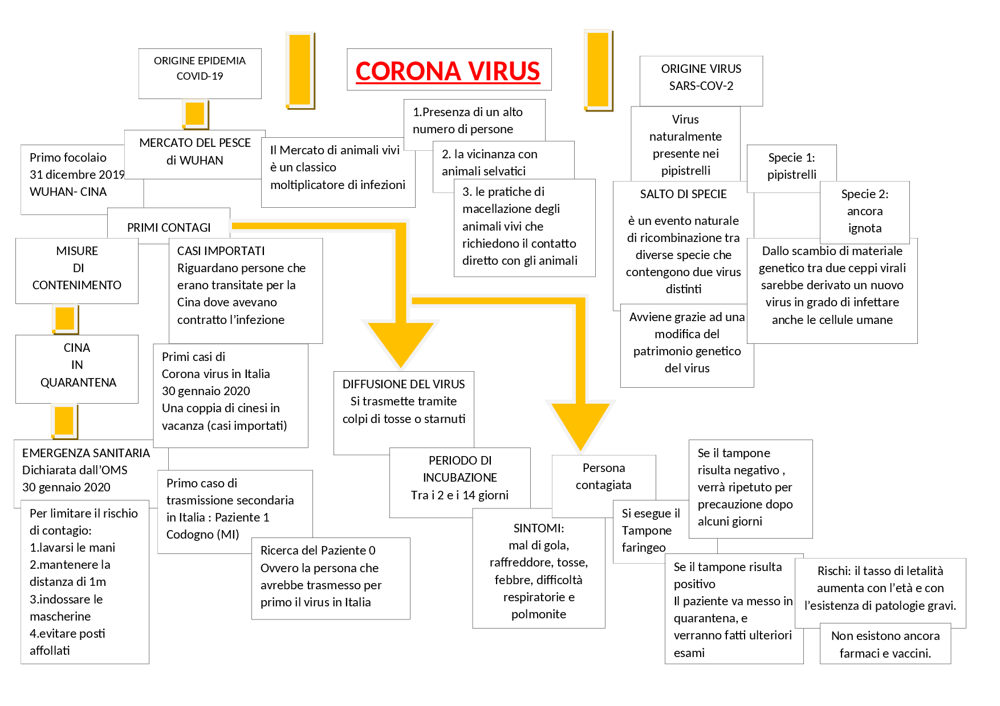 CORONA VIRUS
ORIGINE EPIDEMIA
COVID-19
MERCATO DEL PESCE
di WUHAN
Primo focolaio
31 dicembre 2019
WUHAN- CINA
Il Mercato di animali vivi
è un classico
moltiplicatore di infezioni
1.Presenza di un alto
numero di persone
2. la vicinanza con
animali selvatici
3. le pratiche di
macellazione degli
animali vivi che
richiedono il contatto
diretto con gli animali
ORIGINE VIRUS
SARS-COV-2
Virus
naturalmente
presente nei
pipistrelli
SALTO DI SPECIE
è un evento naturale
di ricombinazione tra
diverse specie che
contengono due virus
distinti
Specie 1:
pipistrelli
Specie 2:
ancora
ignota
Dallo scambio di materiale
genetico tra due ceppi virali
sarebbe derivato un nuovo
virus in grado di infettare
anche le cellule umane
Avviene grazie ad una
modifica del
patrimonio genetico
del virus
PRIMI CONTAGI
MISURE
DI
CONTENIMENTO
CINA
IN
QUARANTENA
EMERGENZA SANITARIA
Dichiarata dall’OMS
30 gennaio 2020
Per limitare il rischio
di contagio:
1.lavarsi le mani
2.mantenere la
distanza di 1m
3.indossare le
mascherine
4.evitare posti
affollati
CASI IMPORTATI
Riguardano persone che
erano transitate per la
Cina dove avevano
contratto l’infezione
Primi casi di
Corona virus in Italia
30 gennaio 2020
Una coppia di cinesi in
vacanza (casi importati)
Primo caso di
trasmissione secondaria
in Italia : Paziente 1
Codogno (MI)
Ricerca del Paziente 0
Ovvero la persona che
avrebbe trasmesso per
primo il virus in Italia
DIFFUSIONE DEL VIRUS
Si trasmette tramite
colpi di tosse o starnuti
PERIODO DI
INCUBAZIONE
Tra i 2 e i 14 giorni
SINTOMI:
mal di gola,
raffreddore, tosse,
febbre, difficoltà
respiratorie e
polmonite
Persona
contagiata
Si esegue il
Tampone
faringeo
Se il tampone
risulta negativo ,
verrà ripetuto per
precauzione dopo
alcuni giorni
Se il tampone risulta
positivo
Il paziente va messo in
quarantena, e
verranno fatti ulteriori
esami
Rischi: il tasso di letalità
aumenta con l’età e con
l’esistenza di patologie gravi.
Non esistono ancora
farmaci e vaccini.